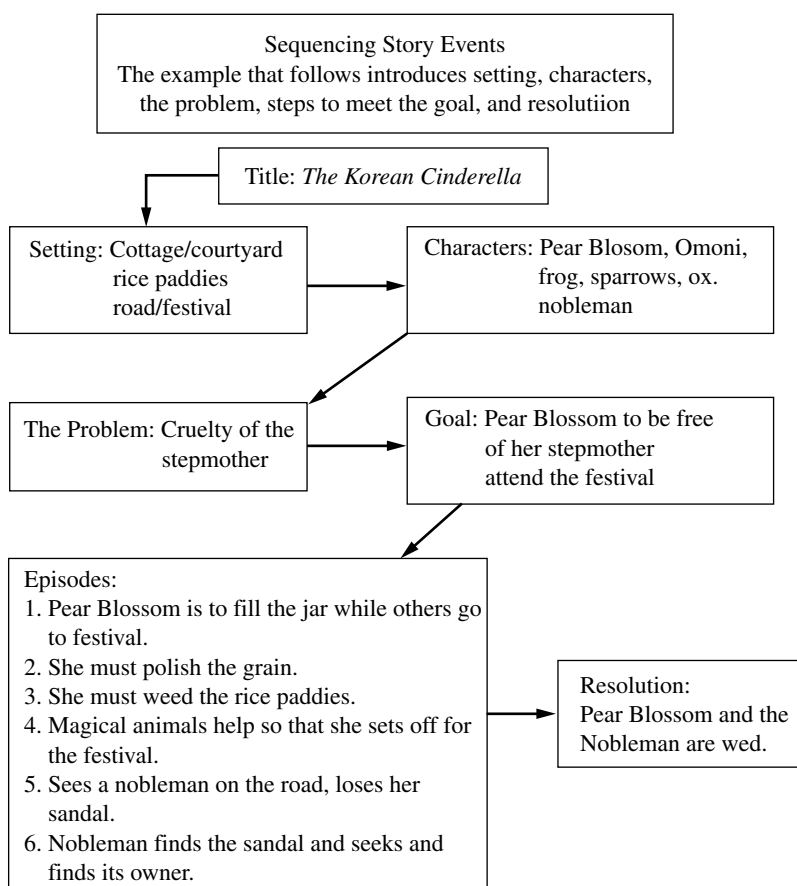 Sequencing Story Events
The example that follows introduces setting, characters,
the problem, steps to meet the goal, and resolutiion
Title: The Korean Cinderella
Setting: Cottage/courtyard
rice paddies
road/festival
Characters: Pear Blosom, Omoni,
frog, sparrows, ox.
nobleman
The Problem: Cruelty of the
stepmother
Goal: Pear Blossom to be free
of her stepmother
attend the festival
Episodes:
1. Pear Blossom is to fill the jar while others go
to festival.
2. She must polish the grain.
3. She must weed the rice paddies.
4. Magical animals help so that she sets off for
the festival.
5. Sees a nobleman on the road, loses her
sandal.
6. Nobleman finds the sandal and seeks and
finds its owner.
Resolution:
Pear Blossom and the
Nobleman are wed.